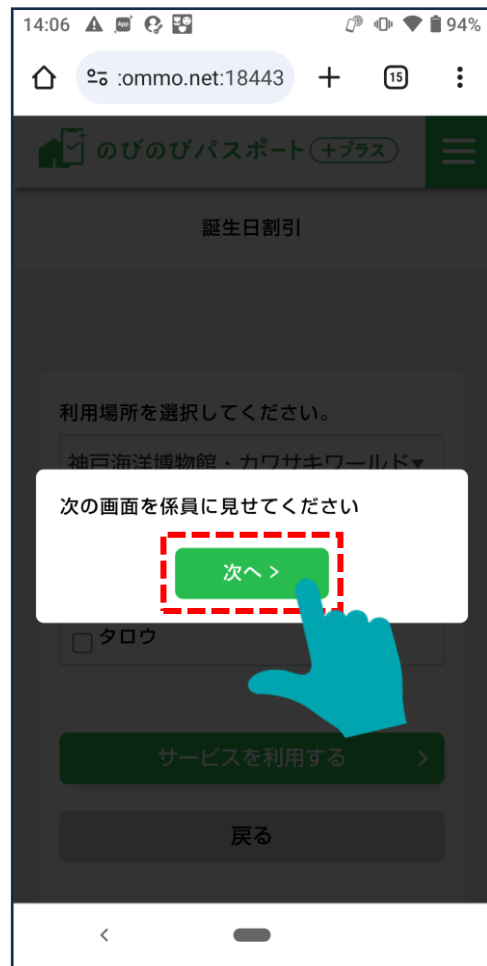 14:06 94%
:ommo.net:18443 15
のびのびパスポート +プラス
誕生日割引
利用場所を選択してください。
神戸海洋博物館・カワサキワールド▼
次の画面を係員に見せてください
次へ >
タロウ
サービスを利用する >
戻る